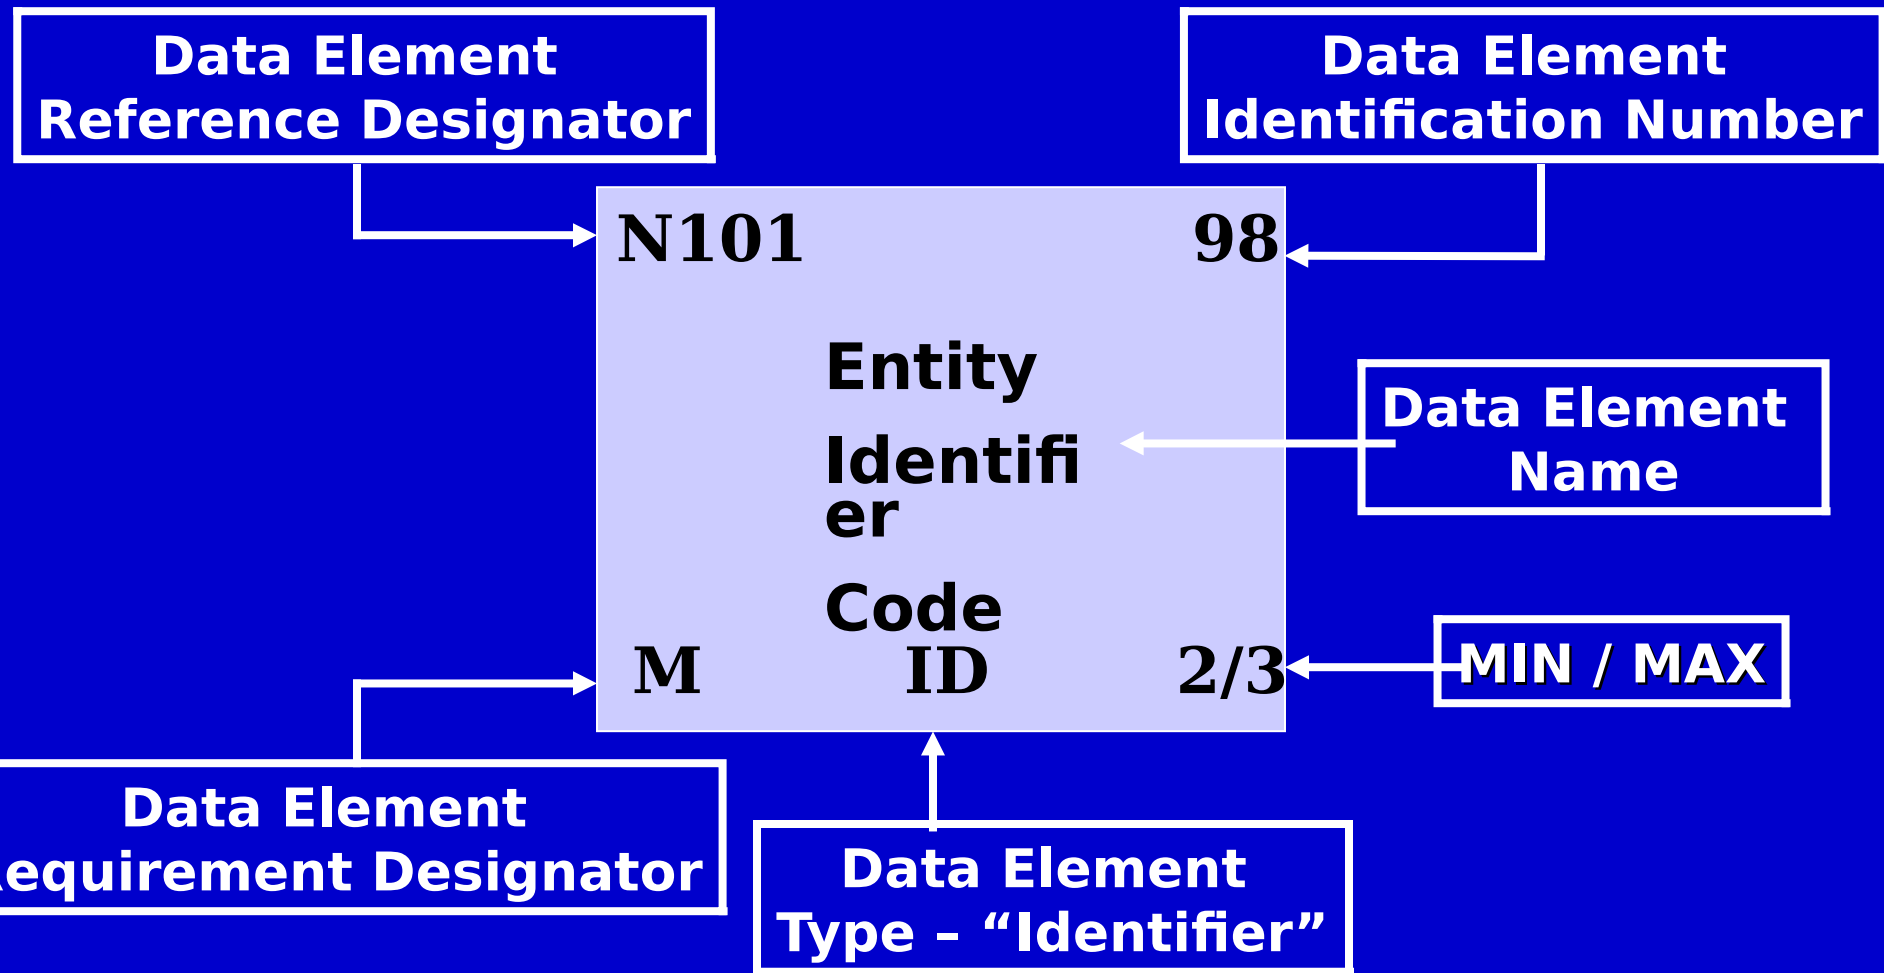 Data Element
Reference Designator
Data Element
Identification Number
N101
98
Entity
Identifi
er
Code
Data Element
Name
M
ID
2/3
MIN / MAX
Data Element
equirement Designator
Data Element
Type – “Identifier”